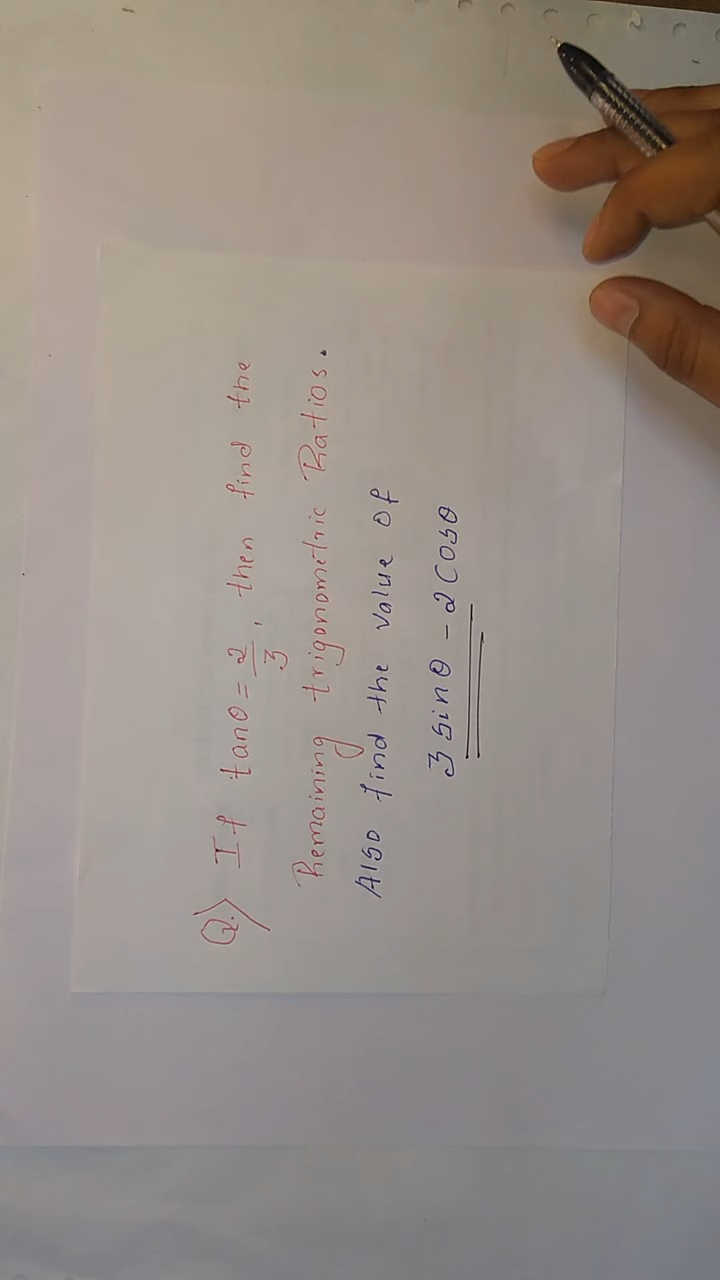 Q.) If tanθ = 2/3, then find the
Remaining trigonometric Ratios.
Also find the value of
3 sinθ - 2 cosθ